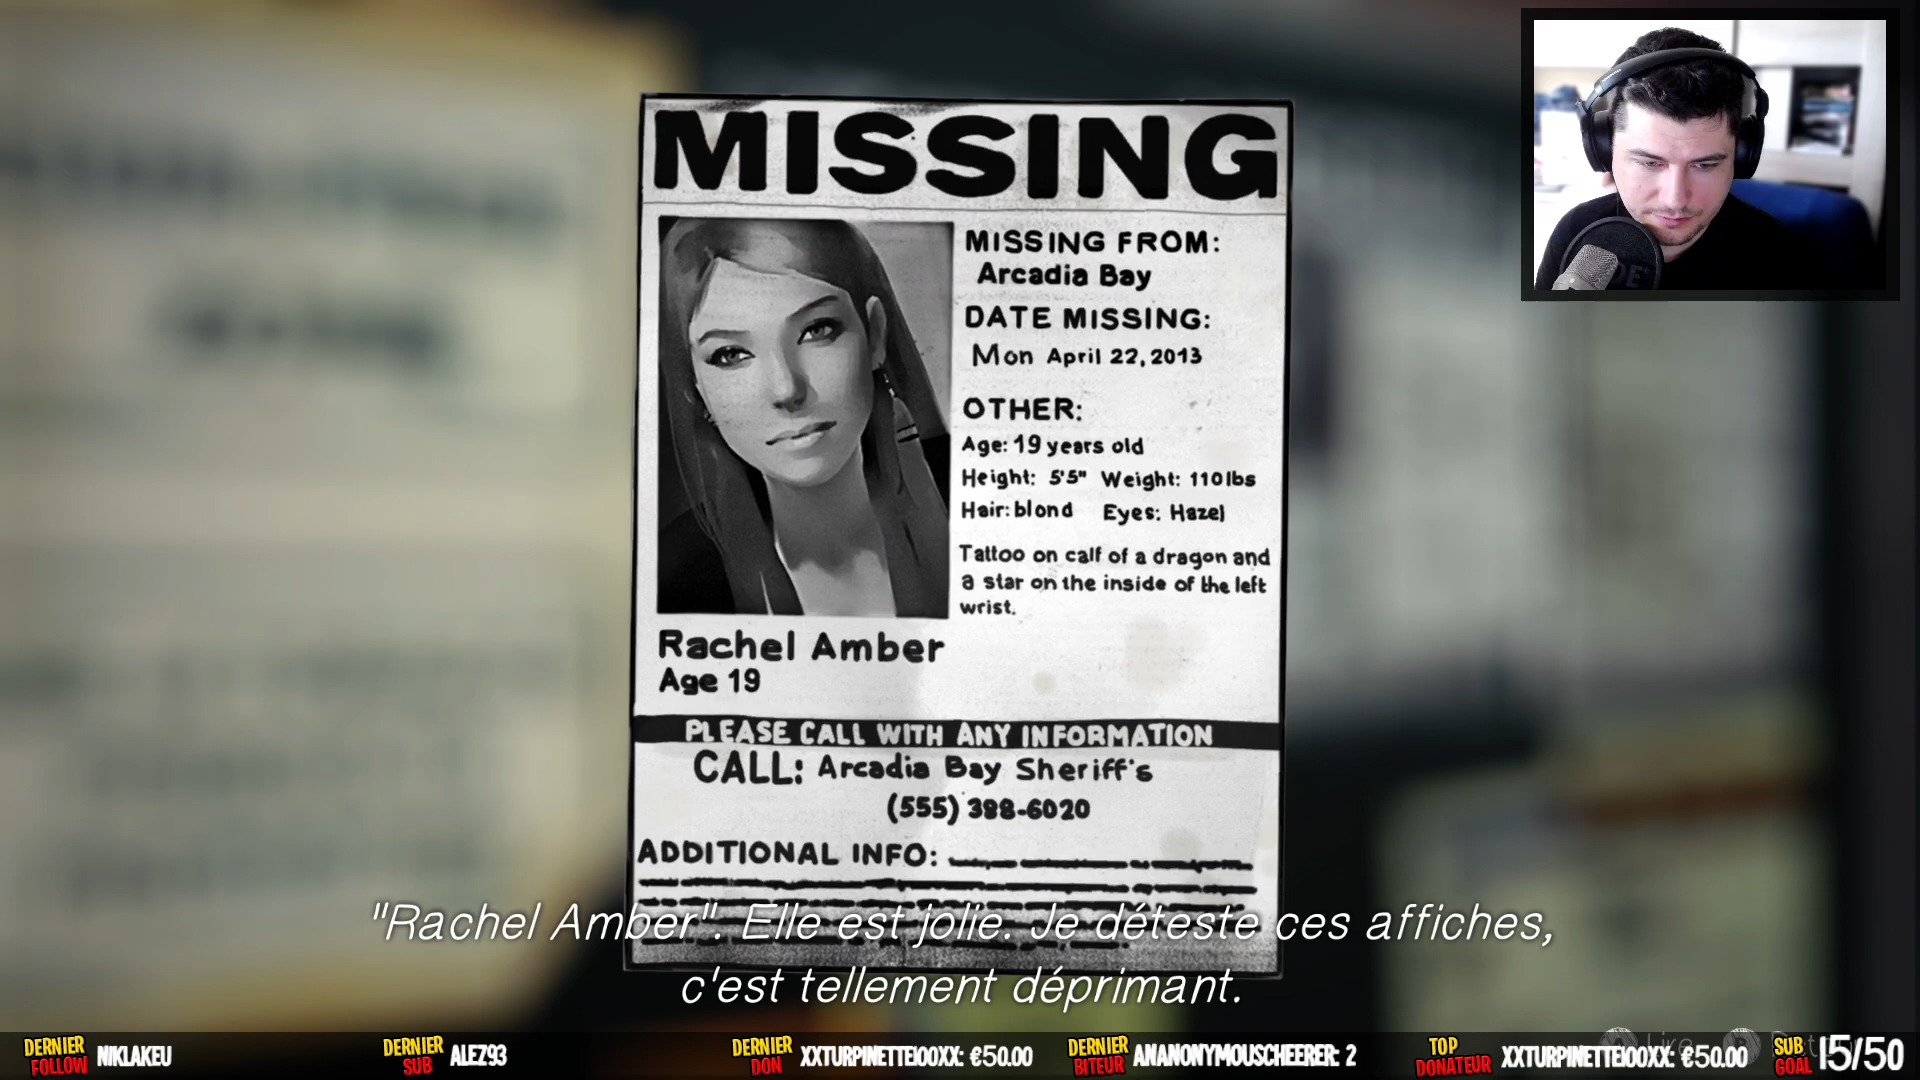 MISSING
MISSING FROM:
Arcadia Bay
DATE MISSING:
Mon April 22, 2013
OTHER:
Age: 19 years old
Height: 5'5" Weight: 110 lbs
Hair: blond Eyes: Hazel
Tattoo on calf of a dragon and
a star on the inside of the left
wrist.
Rachel Amber
Age 19
PLEASE CALL WITH ANY INFORMATION
CALL: Arcadia Bay Sheriff's
(555) 388-6020
ADDITIONAL INFO:
"Rachel Amber". Elle est jolie. Je déteste ces affiches,
c'est tellement déprimant.
DERNIER FOLLOW NIKLAKEU
DERNIER SUB ALEZ93
DERNIER DON XXTURPINETTE100XX: €50.00
DERNIER BITEUR ANANONYMOUSCHEERER: 2
TOP DONATEUR XXTURPINETTE100XX: €50.00
SUB GOAL 15/50